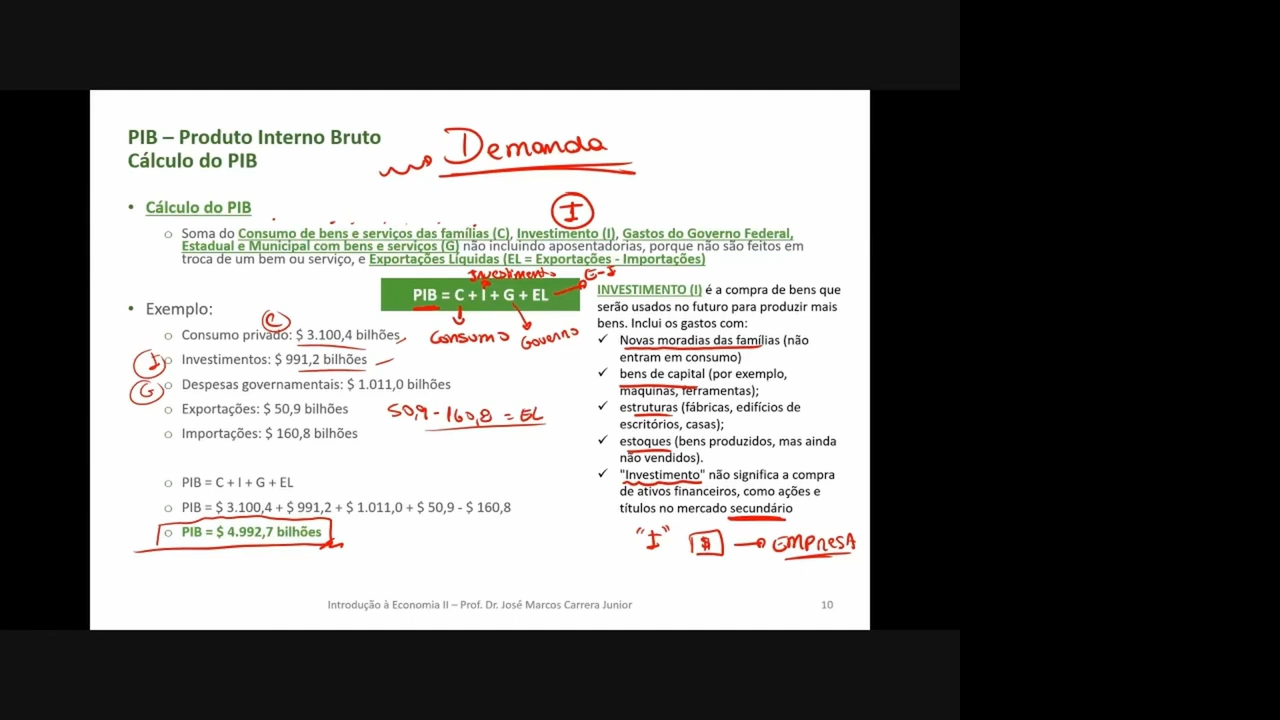 PIB – Produto Interno Bruto
Cálculo do PIB
Demanda
• Cálculo do PIB
I
○ Soma do Consumo de bens e serviços das famílias (C), Investimento (I), Gastos do Governo Federal,
Estadual e Municipal com bens e serviços (G) não incluindo aposentadorias, porque não são feitos em
troca de um bem ou serviço, e Exportações Líquidas (EL = Exportações - Importações)
Investimento
E-I
PIB = C + I + G + EL
Consumo
Governo
• Exemplo:
C
○ Consumo privado: $ 3.100,4 bilhões
I
○ Investimentos: $ 991,2 bilhões
G
○ Despesas governamentais: $ 1.011,0 bilhões
○ Exportações: $ 50,9 bilhões
50,9 - 160,8 = EL
○ Importações: $ 160,8 bilhões
○ PIB = C + I + G + EL
○ PIB = $ 3.100,4 + $ 991,2 + $ 1.011,0 + $ 50,9 - $ 160,8
○ PIB = $ 4.992,7 bilhões
INVESTIMENTO (I) é a compra de bens que
serão usados no futuro para produzir mais
bens. Inclui os gastos com:
✓ Novas moradias das famílias (não
entram em consumo)
✓ bens de capital (por exemplo,
máquinas, ferramentas);
✓ estruturas (fábricas, edifícios de
escritórios, casas);
✓ estoques (bens produzidos, mas ainda
não vendidos).
✓ "Investimento" não significa a compra
de ativos financeiros, como ações e
títulos no mercado secundário
"I" $ → EMPRESA
Introdução à Economia II – Prof. Dr. José Marcos Carrera Junior
10